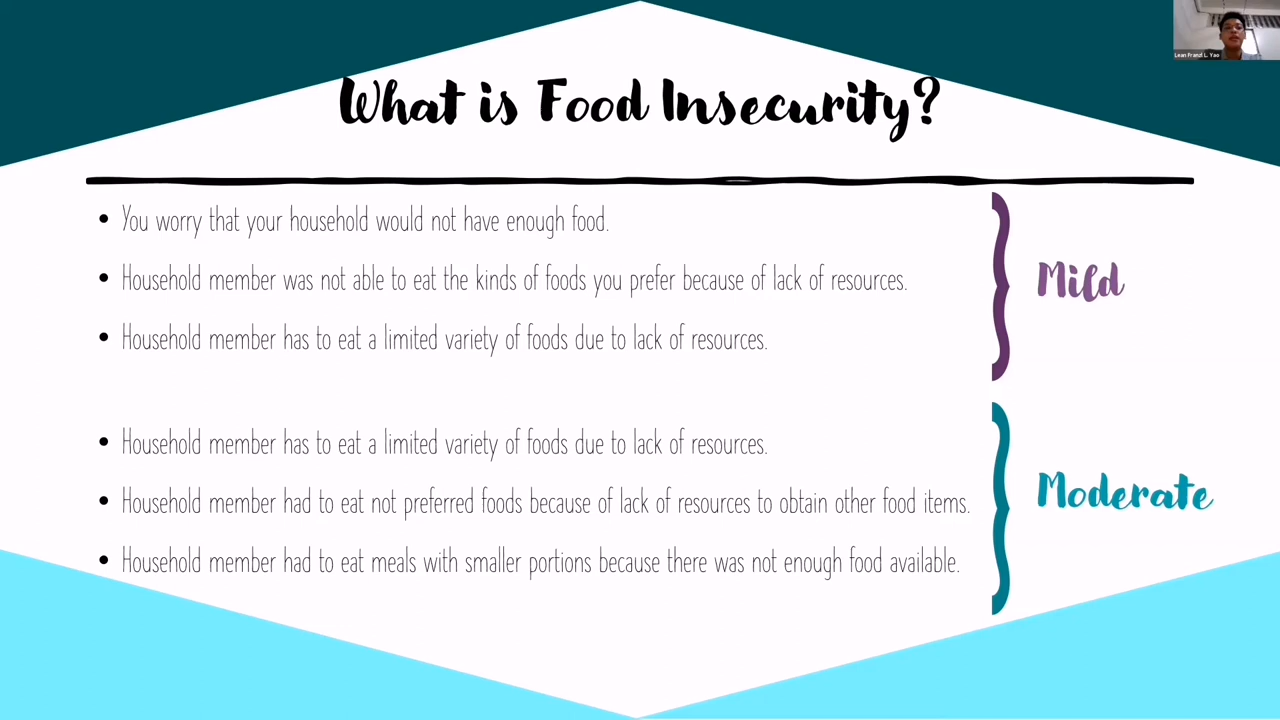 Lean Franzl L. Yao
What is Food Insecurity?
• You worry that your household would not have enough food.
• Household member was not able to eat the kinds of foods you prefer because of lack of resources.
• Household member has to eat a limited variety of foods due to lack of resources.
Mild
• Household member has to eat a limited variety of foods due to lack of resources.
• Household member had to eat not preferred foods because of lack of resources to obtain other food items.
• Household member had to eat meals with smaller portions because there was not enough food available.
Moderate